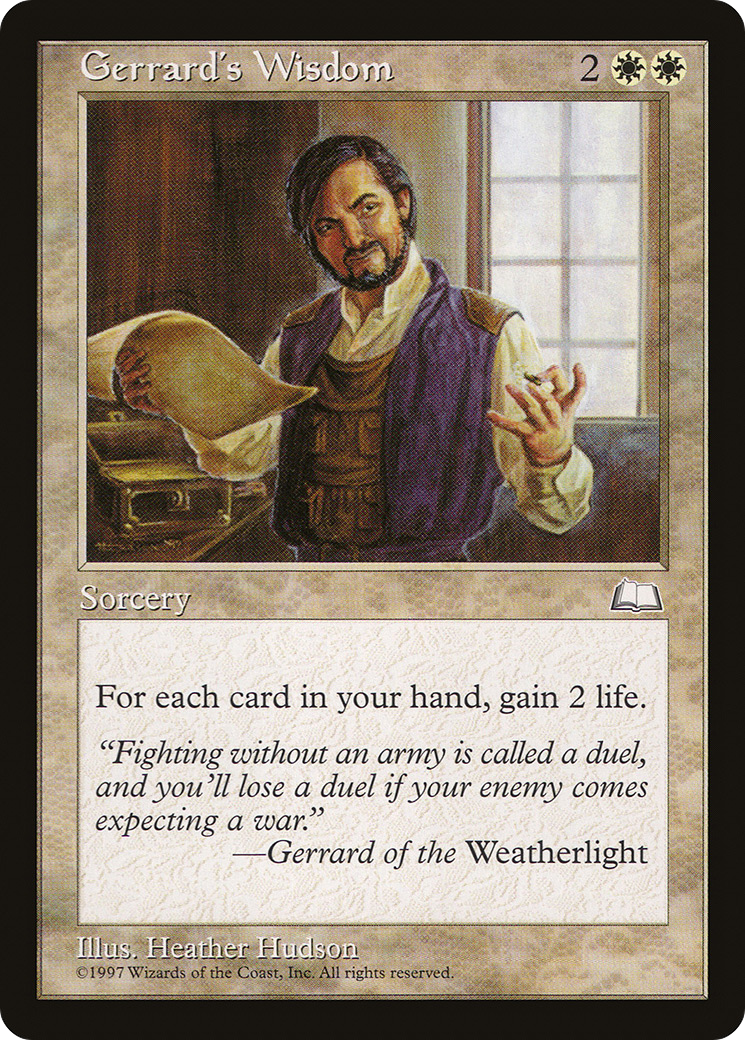 Gerrard's Wisdom 2
Sorcery
For each card in your hand, gain 2 life.
“Fighting without an army is called a duel,
and you’ll lose a duel if your enemy comes
expecting a war.”
—Gerrard of the Weatherlight
Illus. Heather Hudson
©1997 Wizards of the Coast, Inc. All rights reserved.